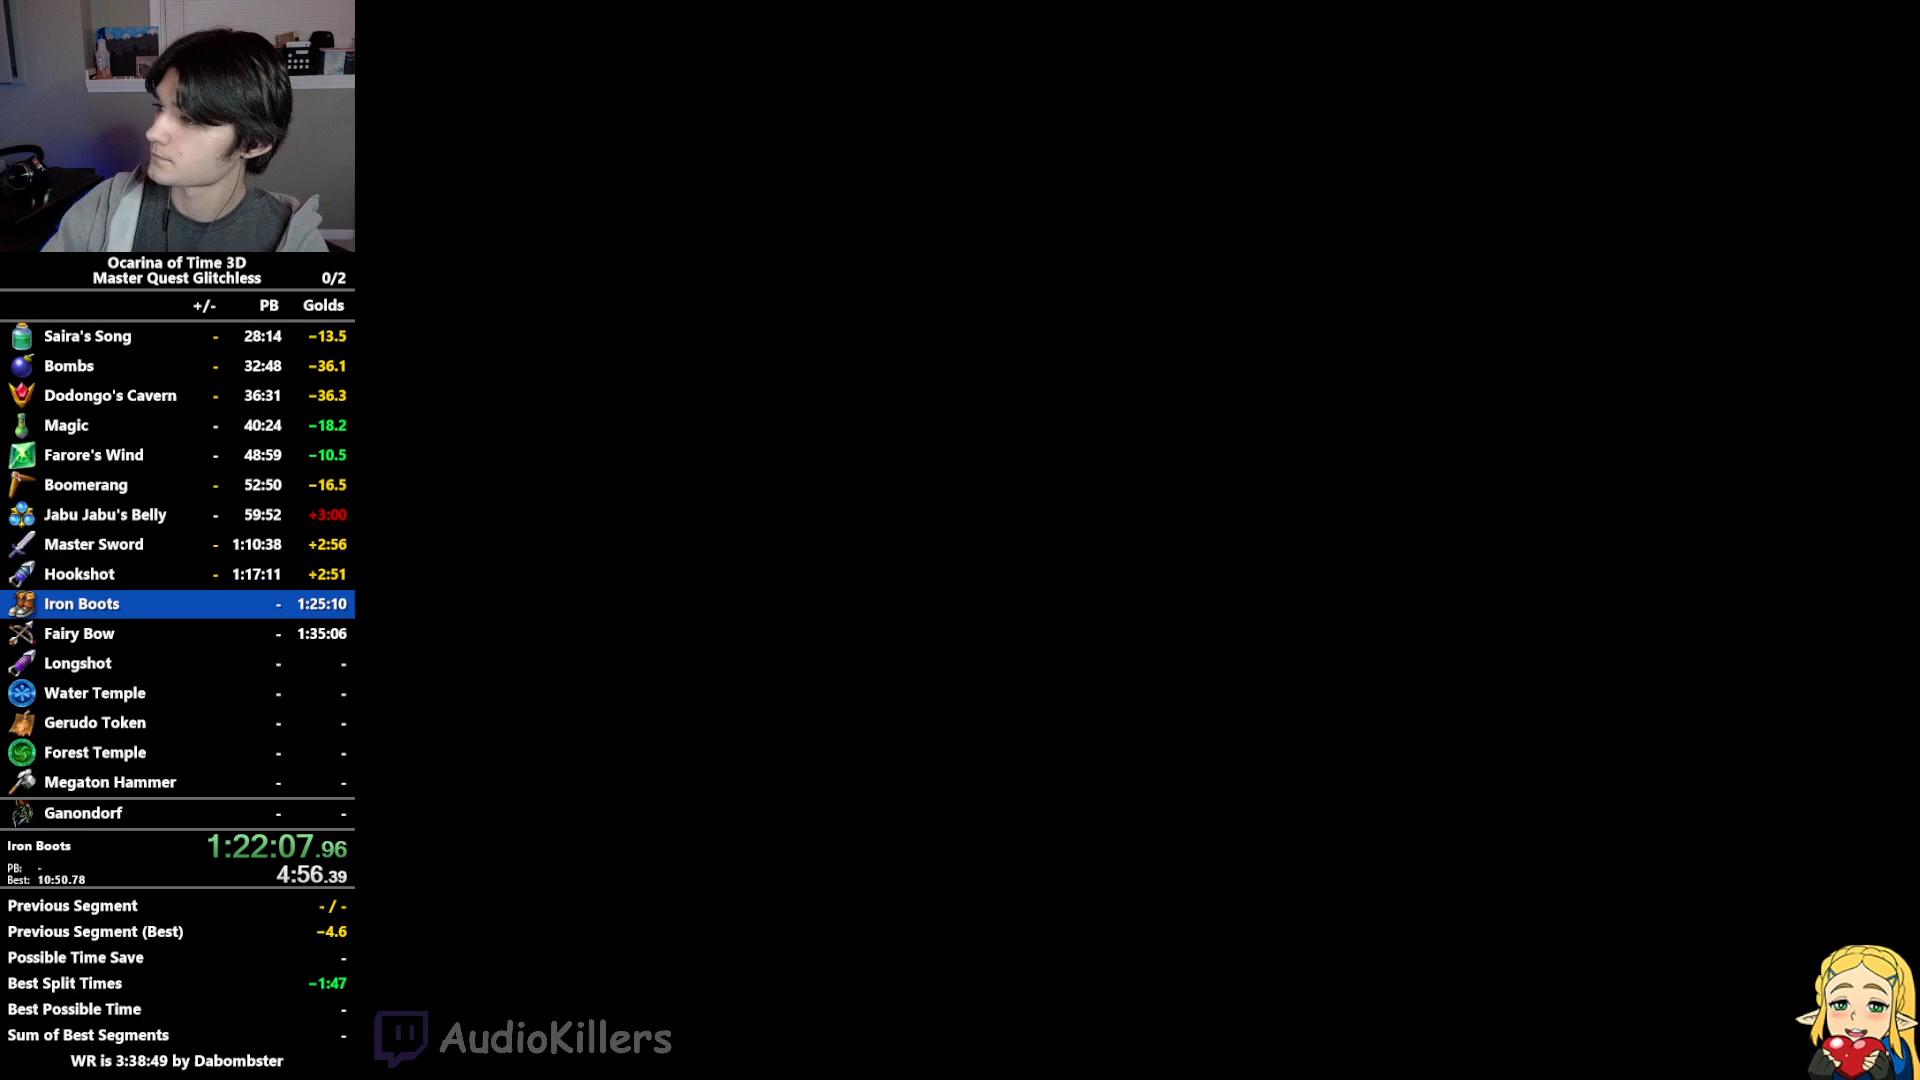 Ocarina of Time 3D
Master Quest Glitchless 0/2
+/- PB Golds
Saira's Song - 28:14 −13.5
Bombs - 32:48 −36.1
Dodongo's Cavern - 36:31 −36.3
Magic - 40:24 −18.2
Farore's Wind - 48:59 −10.5
Boomerang - 52:50 −16.5
Jabu Jabu's Belly - 59:52 +3:00
Master Sword - 1:10:38 +2:56
Hookshot - 1:17:11 +2:51
Iron Boots - 1:25:10
Fairy Bow - 1:35:06
Longshot - -
Water Temple - -
Gerudo Token - -
Forest Temple - -
Megaton Hammer - -
Ganondorf - -
Iron Boots 1:22:07.96
PB: -
Best: 10:50.78 4:56.39
Previous Segment - / -
Previous Segment (Best) −4.6
Possible Time Save -
Best Split Times −1:47
Best Possible Time -
Sum of Best Segments -
WR is 3:38:49 by Dabombster
AudioKillers